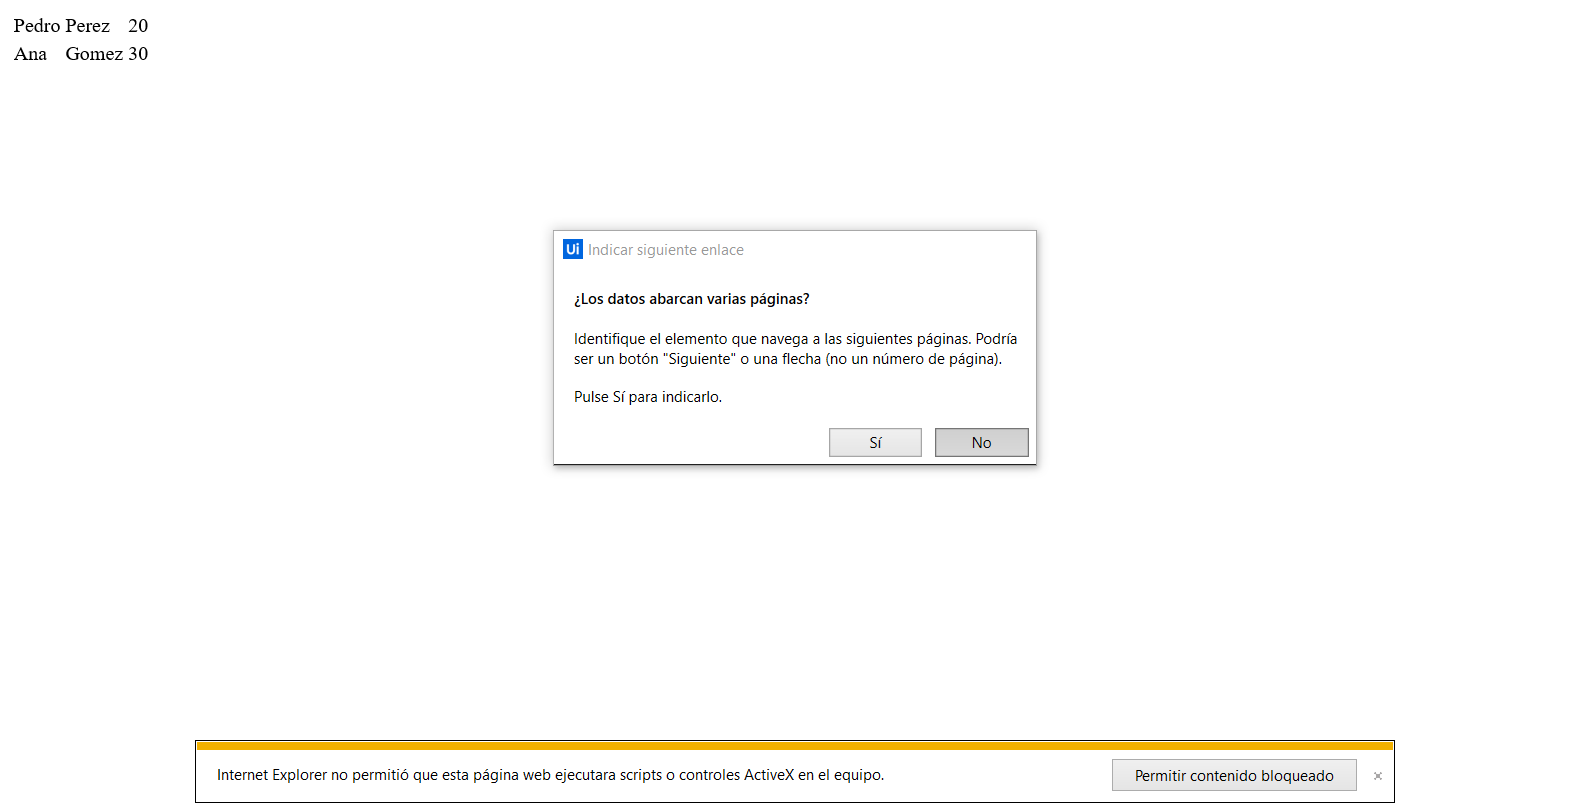 Pedro Perez 20
Ana Gomez 30
Ui Indicar siguiente enlace
¿Los datos abarcan varias páginas?
Identifique el elemento que navega a las siguientes páginas. Podría
ser un botón "Siguiente" o una flecha (no un número de página).
Pulse Sí para indicarlo.
Sí No
Internet Explorer no permitió que esta página web ejecutara scripts o controles ActiveX en el equipo. Permitir contenido bloqueado ×